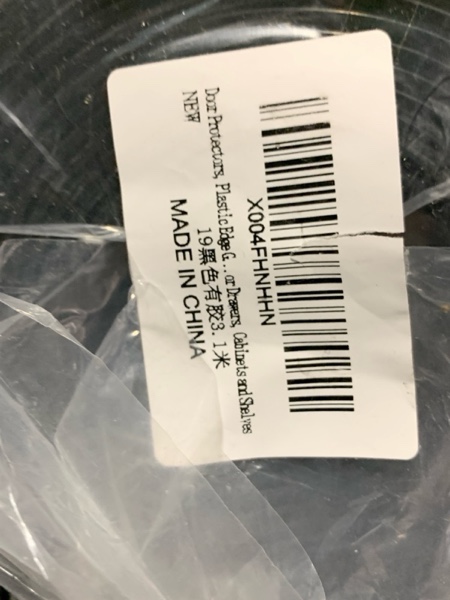 X004FHNHHN
Door Protectors, Plastic Edge G...or Drawers, Cabinets and Shelves
NEW
19黑色有胶3.1米
MADE IN CHINA